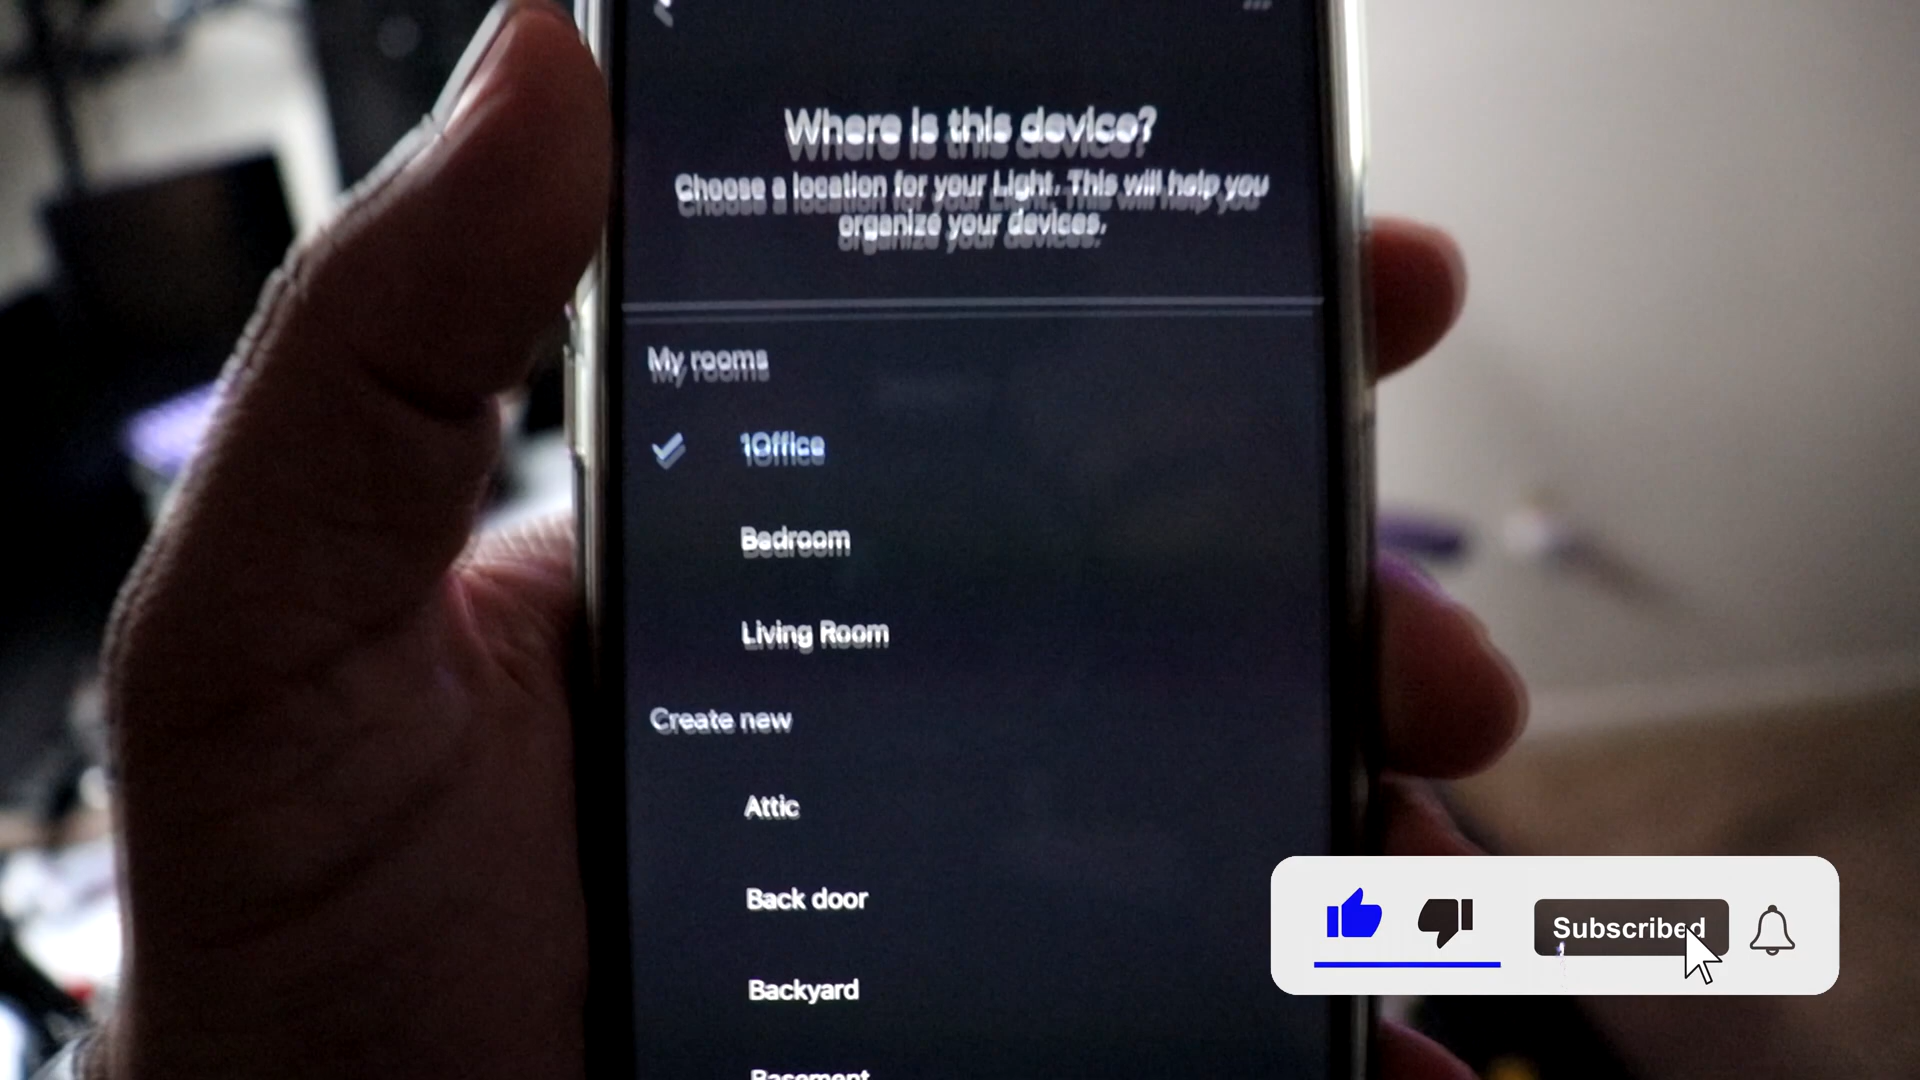 Where is this device?
Choose a location for your Light. This will help you
organize your devices.
My rooms
1Office
Bedroom
Living Room
Create new
Attic
Back door
Backyard
Basement
Subscribed